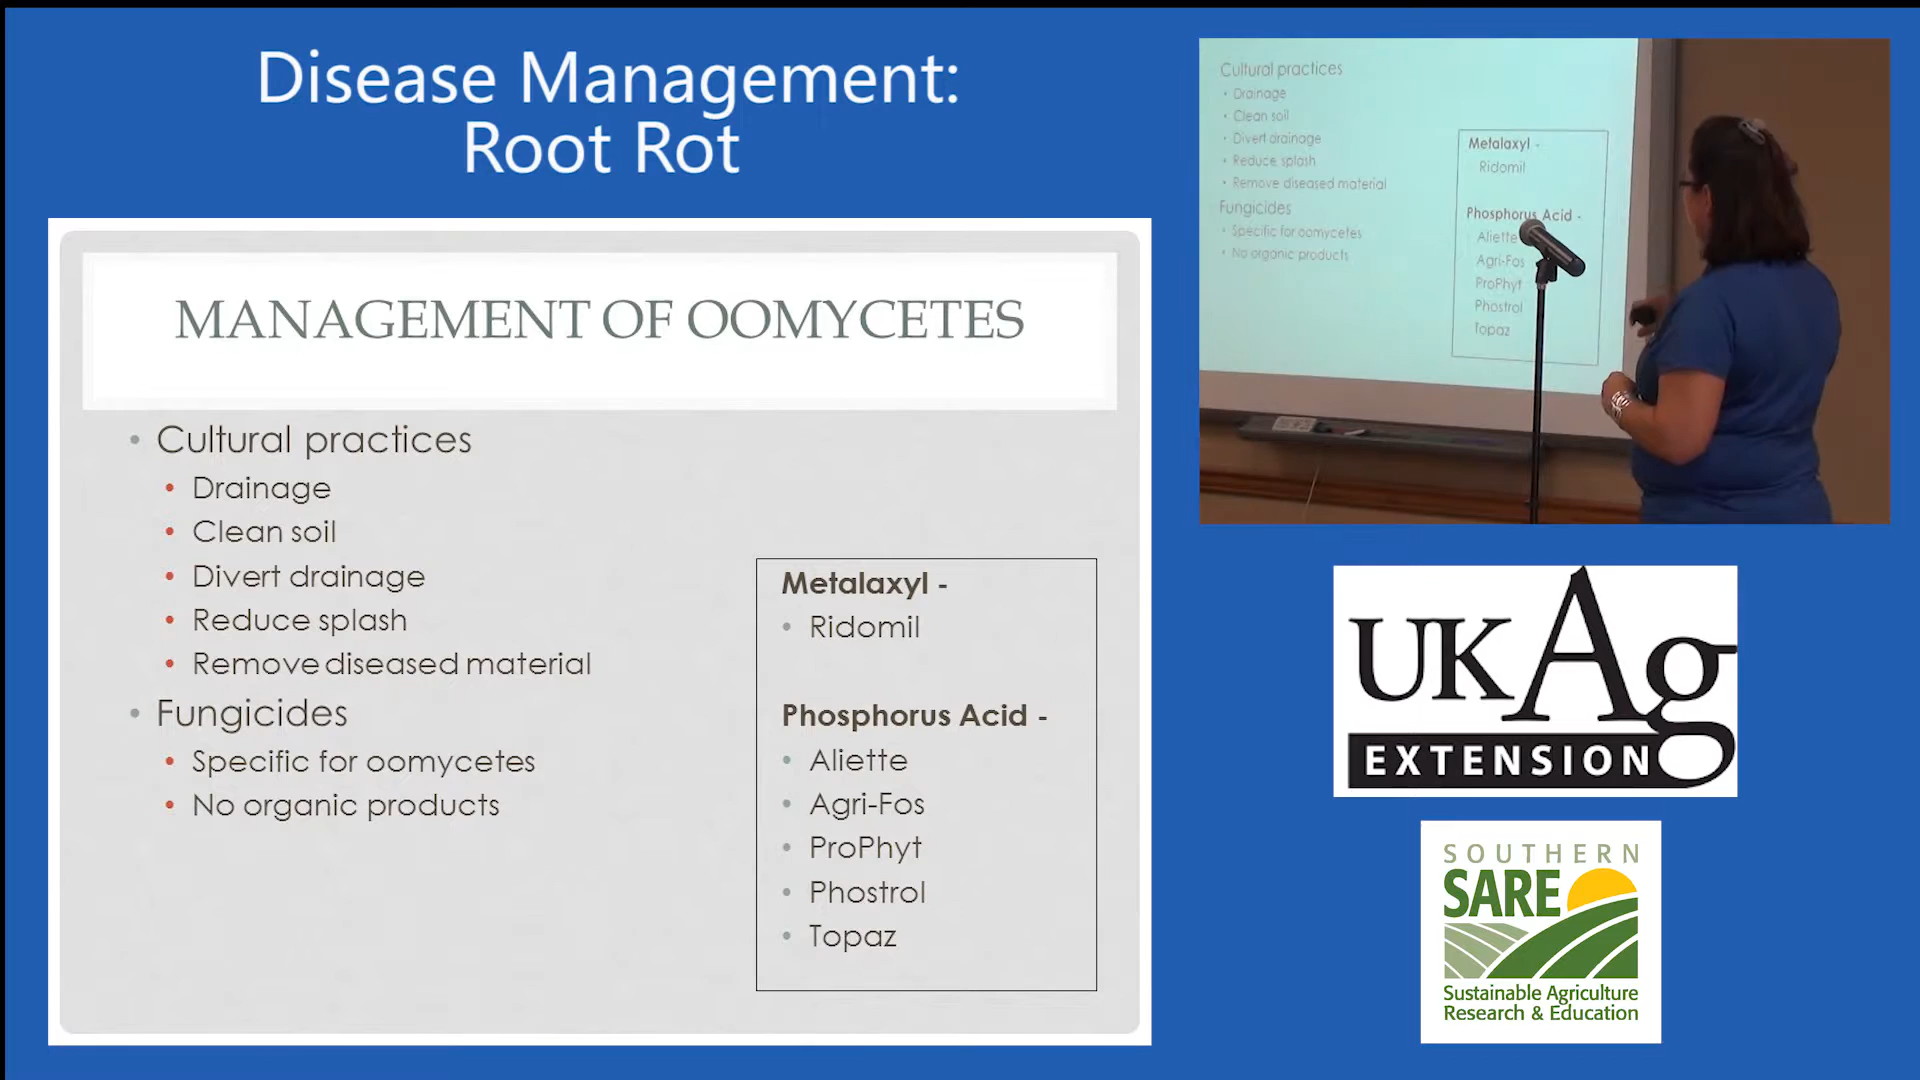 Disease Management:
Root Rot
MANAGEMENT OF OOMYCETES
• Cultural practices
• Drainage
• Clean soil
• Divert drainage
• Reduce splash
• Remove diseased material
• Fungicides
• Specific for oomycetes
• No organic products
Metalaxyl -
• Ridomil
Phosphorus Acid -
• Aliette
• Agri-Fos
• ProPhyt
• Phostrol
• Topaz
Cultural practices
• Drainage
• Clean soil
• Divert drainage
• Reduce splash
• Remove diseased material
Fungicides
• Specific for oomycetes
• No organic products
Metalaxyl -
Ridomil
Phosphorus Acid -
Aliette
Agri-Fos
ProPhyt
Phostrol
Topaz
UKAg
EXTENSION
SOUTHERN
SARE
Sustainable Agriculture
Research & Education